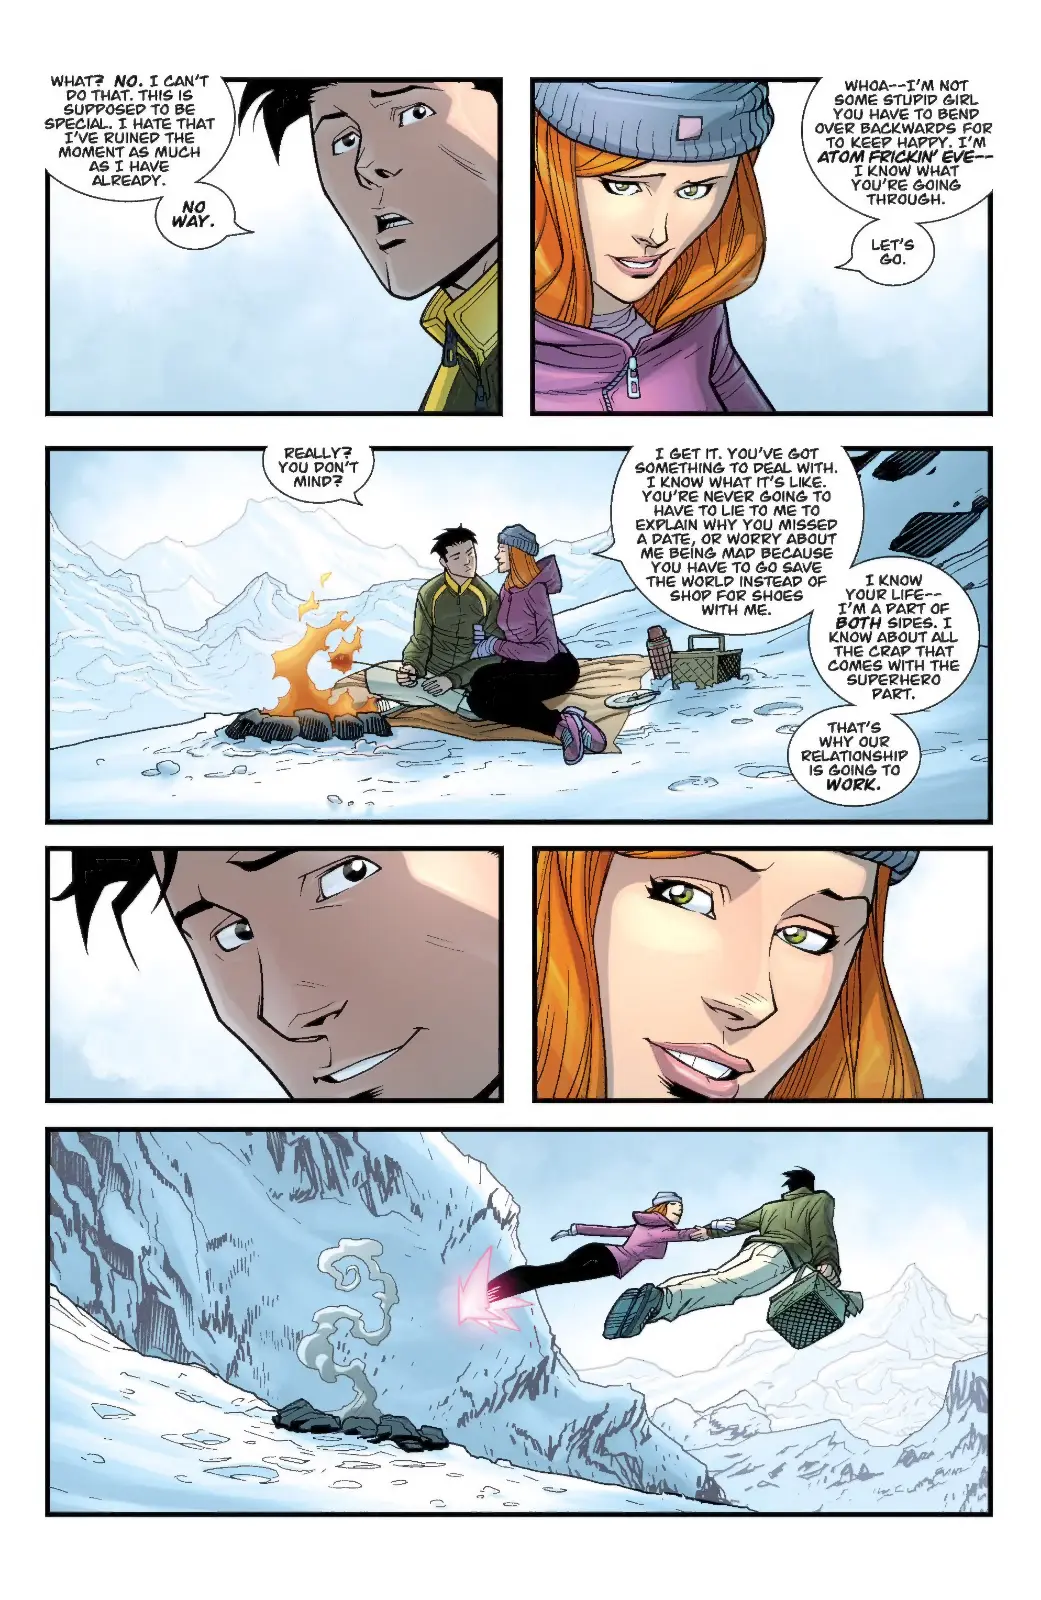 WHAT? NO. I CAN'T
DO THAT. THIS IS
SUPPOSED TO BE
SPECIAL. I HATE THAT
I'VE RUINED THE
MOMENT AS MUCH
AS I HAVE
ALREADY.
NO
WAY.
WHOA--I'M NOT
SOME STUPID GIRL
YOU HAVE TO BEND
OVER BACKWARDS FOR
TO KEEP HAPPY. I'M
ATOM FRICKIN' EVE--
I KNOW WHAT
YOU'RE GOING
THROUGH.
LET'S
GO.
REALLY?
YOU DON'T
MIND?
I GET IT. YOU'VE GOT
SOMETHING TO DEAL WITH.
I KNOW WHAT IT'S LIKE.
YOU'RE NEVER GOING TO
HAVE TO LIE TO ME TO
EXPLAIN WHY YOU MISSED
A DATE, OR WORRY ABOUT
ME BEING MAD BECAUSE
YOU HAVE TO GO SAVE
THE WORLD INSTEAD OF
SHOP FOR SHOES
WITH ME.
I KNOW
YOUR LIFE--
I'M A PART OF
BOTH SIDES. I
KNOW ABOUT ALL
THE CRAP THAT
COMES WITH THE
SUPERHERO
PART.
THAT'S
WHY OUR
RELATIONSHIP
IS GOING TO
WORK.